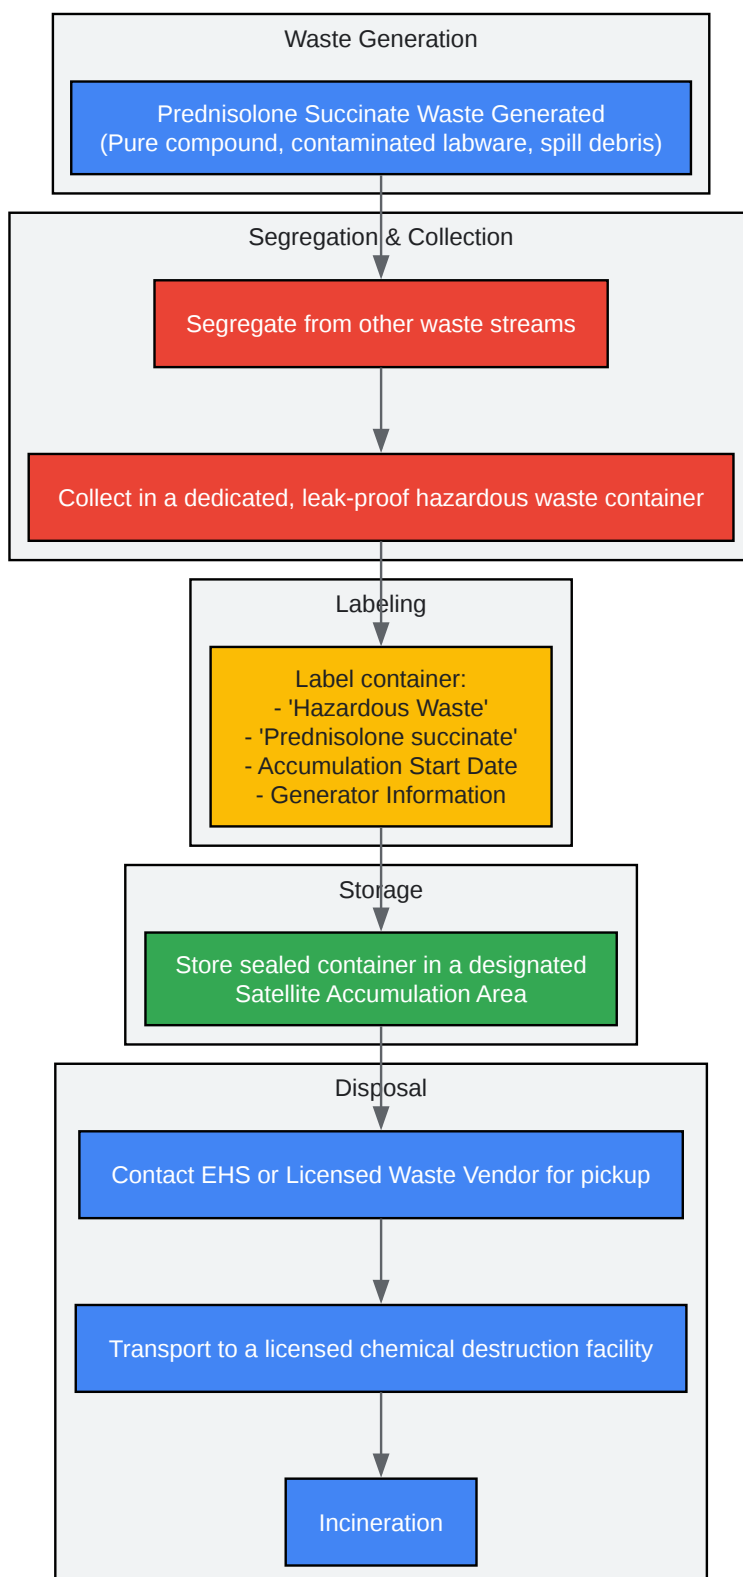 Waste Generation
Prednisolone Succinate Waste Generated
(Pure compound, contaminated labware, spill debris)
Segregation & Collection
Segregate from other waste streams
Collect in a dedicated, leak-proof hazardous waste container
Labeling
Label container:
- 'Hazardous Waste'
- 'Prednisolone succinate'
- Accumulation Start Date
- Generator Information
Storage
Store sealed container in a designated
Satellite Accumulation Area
Disposal
Contact EHS or Licensed Waste Vendor for pickup
Transport to a licensed chemical destruction facility
Incineration